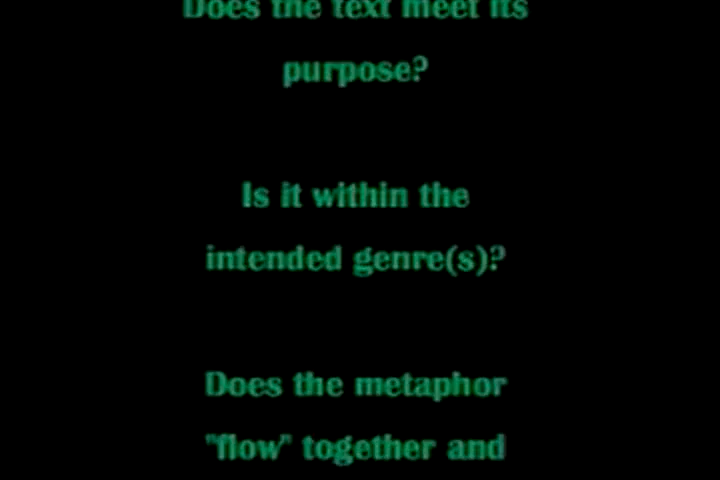 Does the text meet its
purpose?
Is it within the
intended genre(s)?
Does the metaphor
"flow" together and